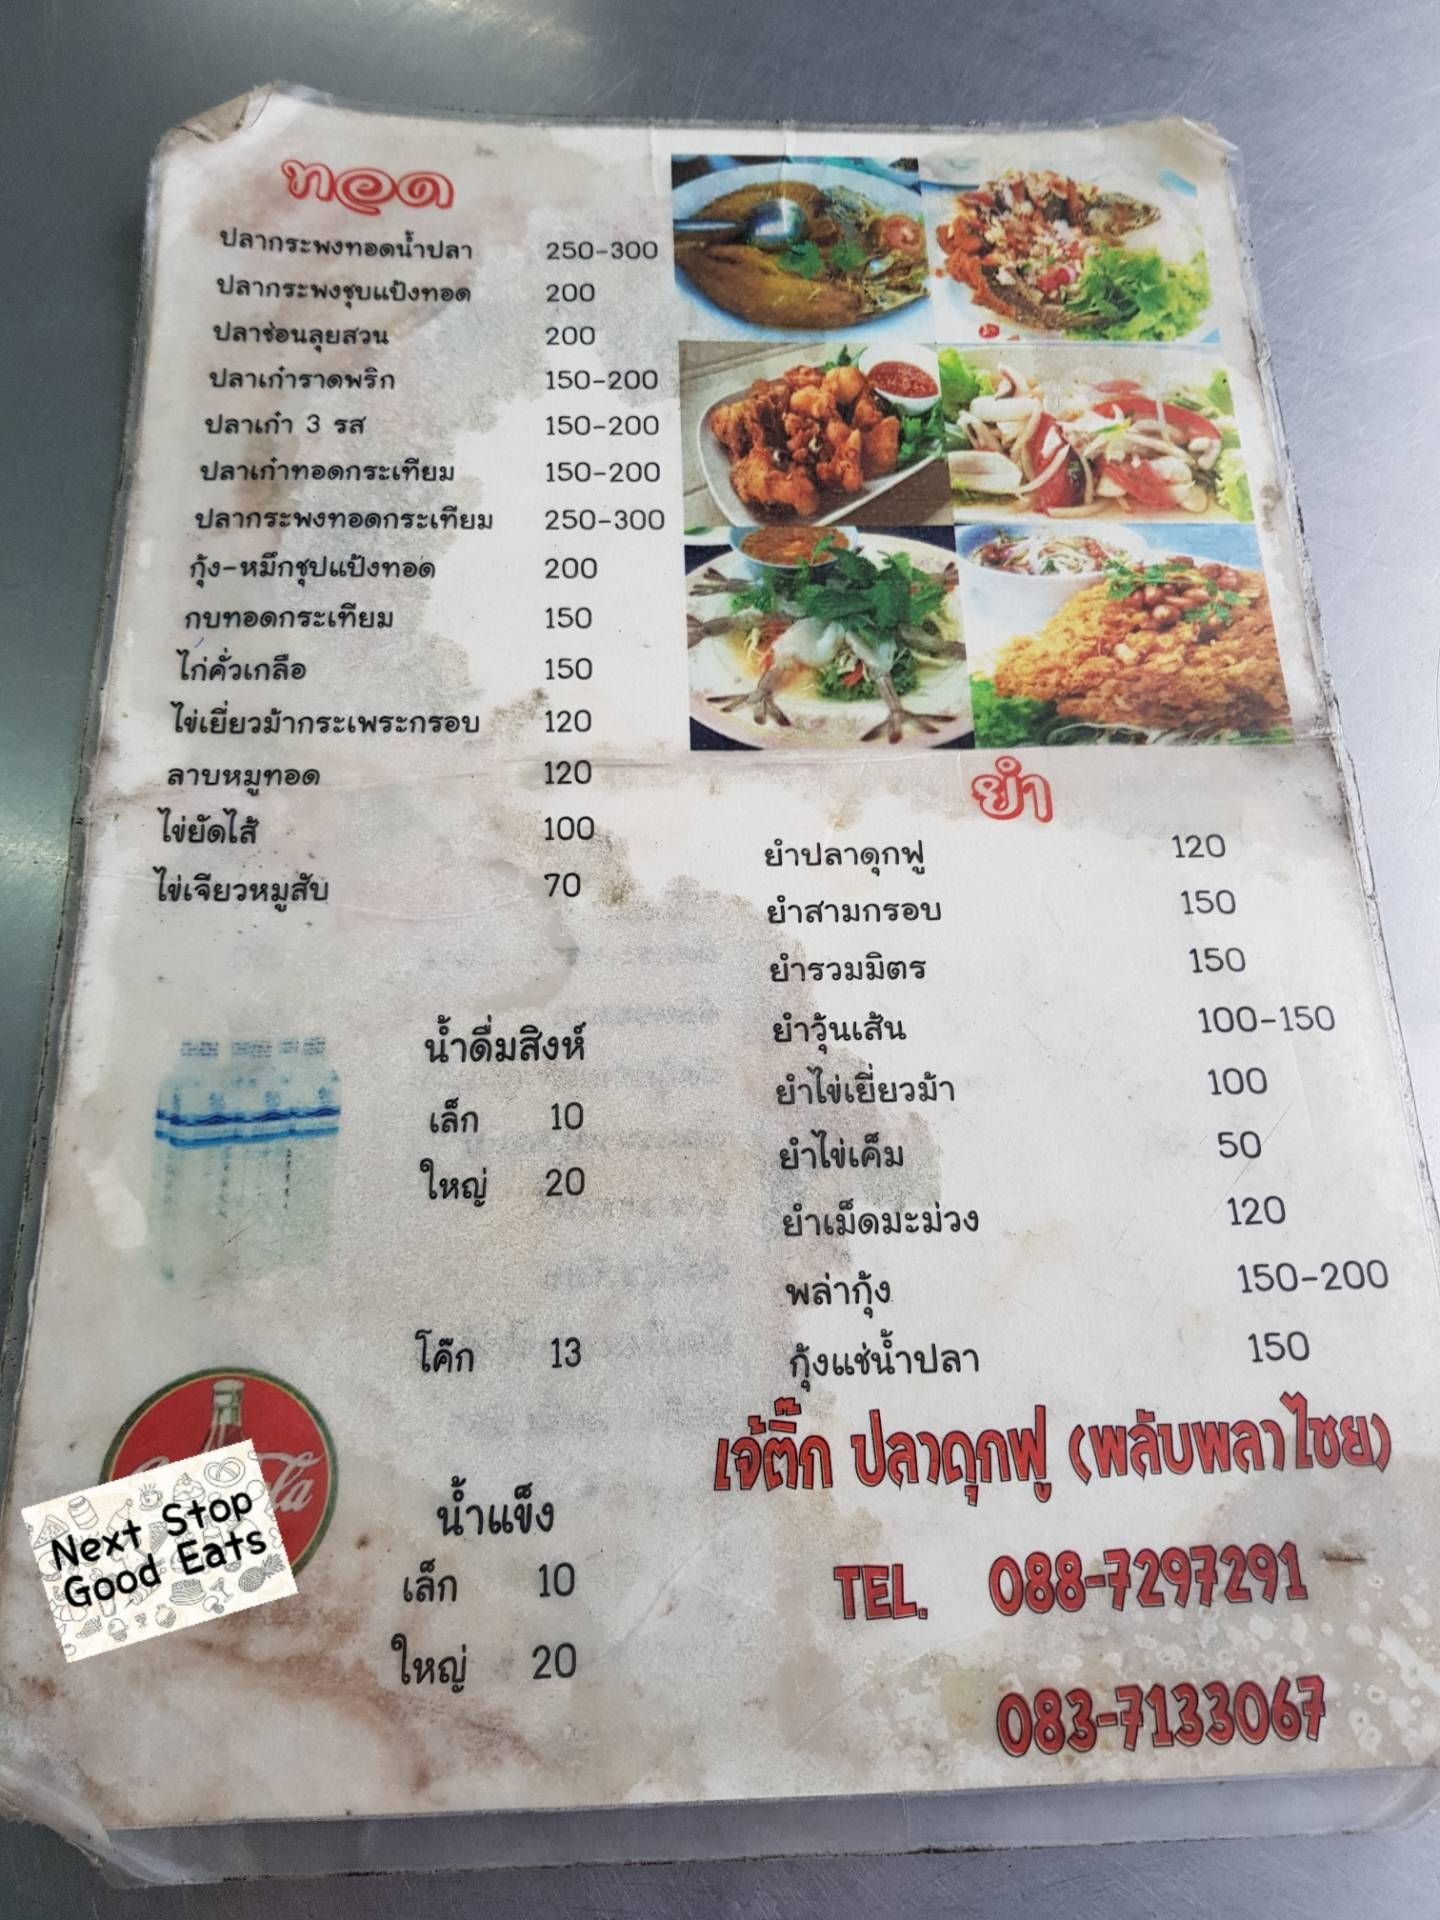 ทอด
ปลากระพงทอดน้ำปลา 250-300
ปลากระพงชุบแป้งทอด 200
ปลาช่อนลุยสวน 200
ปลาเก๋าราดพริก 150-200
ปลาเก๋า 3 รส 150-200
ปลาเก๋าทอดกระเทียม 150-200
ปลากระพงทอดกระเทียม 250-300
กุ้ง-หมึกชุปแป้งทอด 200
กบทอดกระเทียม 150
ไก่คั่วเกลือ 150
ไข่เยี่ยวม้ากระเพระกรอบ 120
ลาบหมูทอด 120
ไข่ยัดไส้ 100
ไข่เจียวหมูสับ 70
น้ำดื่มสิงห์
เล็ก 10
ใหญ่ 20
โค๊ก 13
น้ำแข็ง
เล็ก 10
ใหญ่ 20
ยำ
ยำปลาดุกฟู 120
ยำสามกรอบ 150
ยำรวมมิตร 150
ยำวุ้นเส้น 100-150
ยำไข่เยี่ยวม้า 100
ยำไข่เค็ม 50
ยำเม็ดมะม่วง 120
พล่ากุ้ง 150-200
กุ้งแช่น้ำปลา 150
เจ้ติ๊ก ปลาดุกฟู (พลับพลาไชย)
TEL. 088-7297291
083-7133067
Next Stop
Good Eats